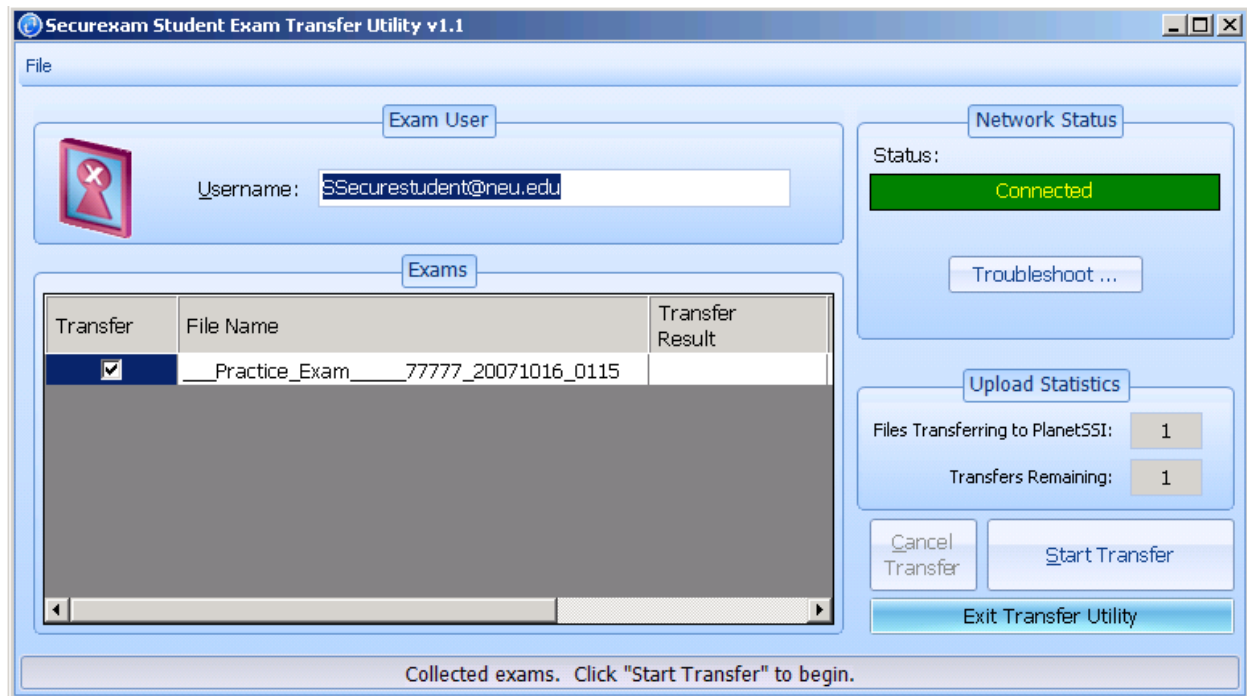 Securexam Student Exam Transfer Utility v1.1
File
Exam User
Username: SSecurestudent@neu.edu
Network Status
Status:
Connected
Troubleshoot ...
Exams
Transfer File Name Transfer Result
___Practice_Exam_____77777_20071016_0115
Upload Statistics
Files Transferring to PlanetSSI: 1
Transfers Remaining: 1
Cancel Transfer
Start Transfer
Exit Transfer Utility
Collected exams. Click "Start Transfer" to begin.